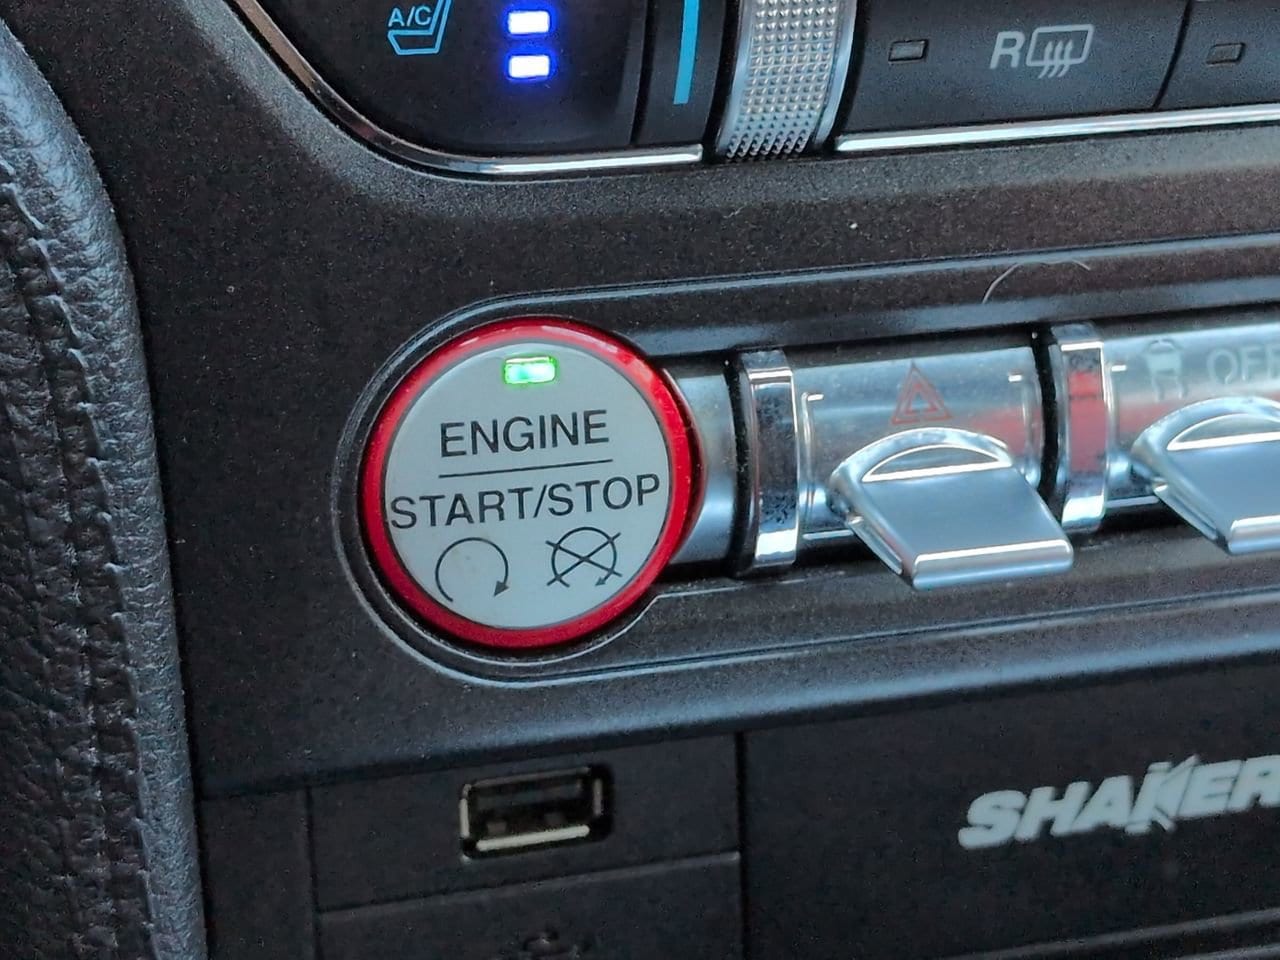 A/C
R
OFF
ENGINE
START/STOP
SHAKER